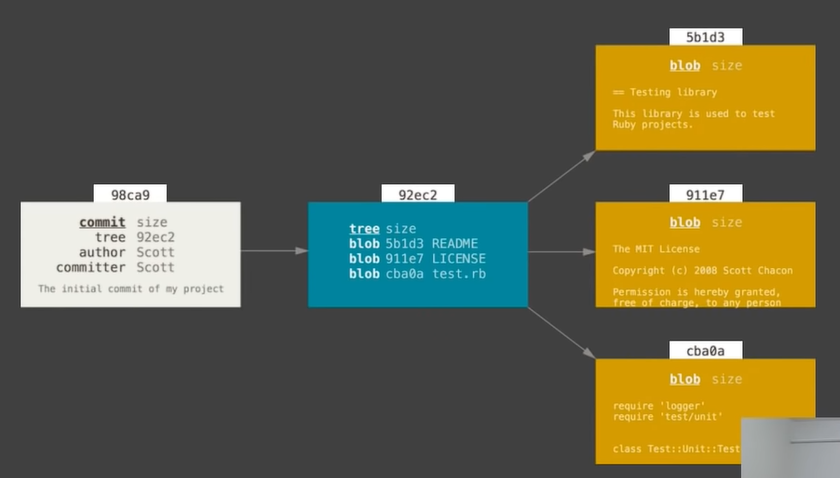 98ca9
commit size
tree 92ec2
author Scott
committer Scott
The initial commit of my project
92ec2
tree size
blob 5b1d3 README
blob 911e7 LICENSE
blob cba0a test.rb
5b1d3
blob size
== Testing library
This library is used to test
Ruby projects.
911e7
blob size
The MIT License
Copyright (c) 2008 Scott Chacon
Permission is hereby granted,
free of charge, to any person
cba0a
blob size
require 'logger'
require 'test/unit'
class Test::Unit::Test